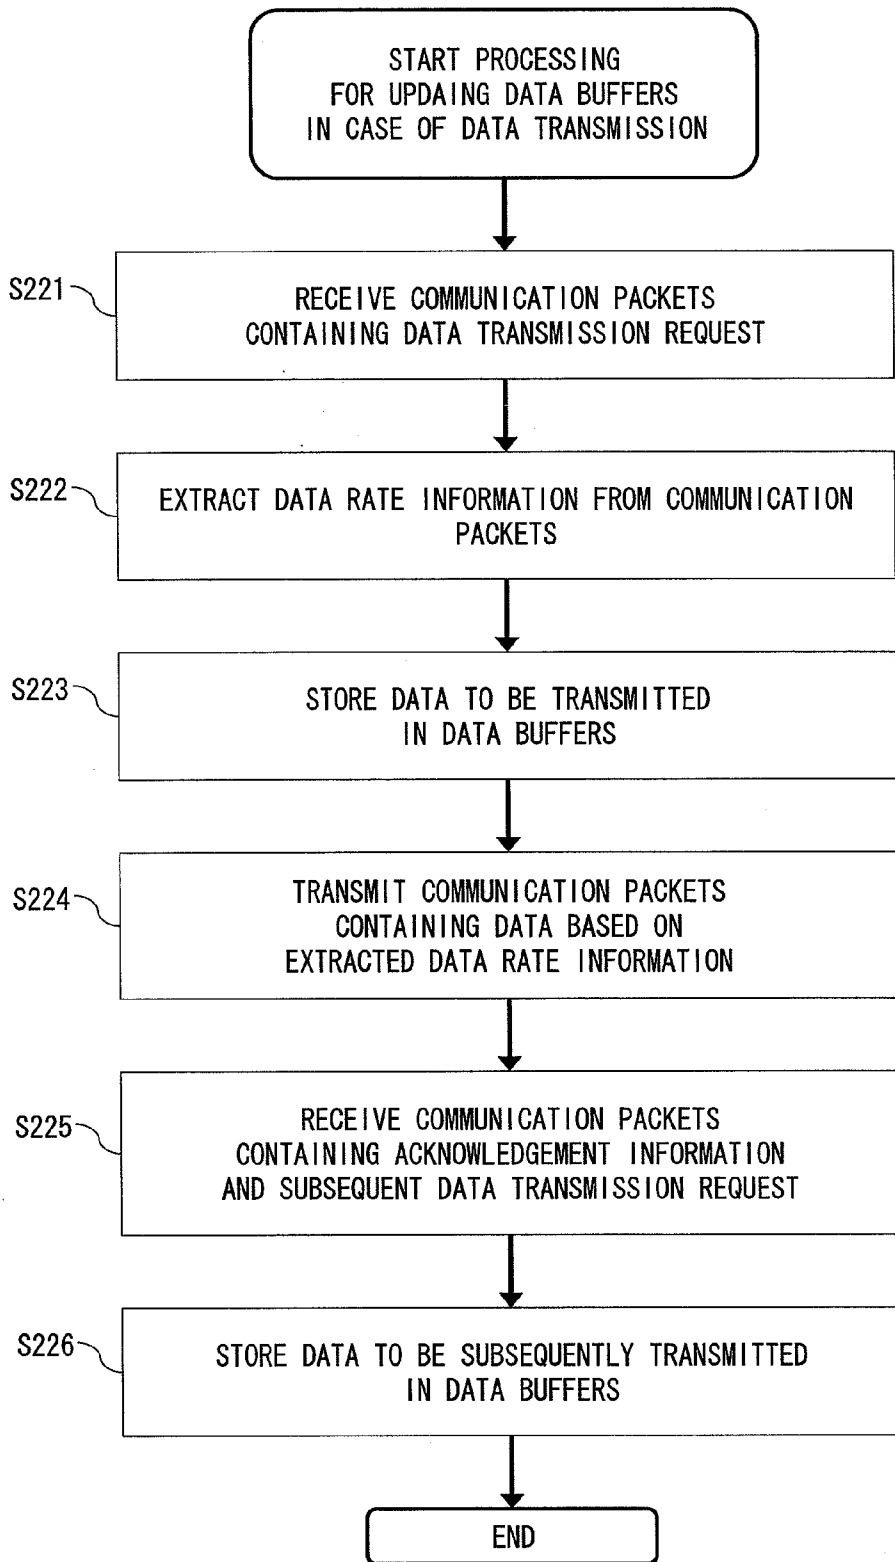 START PROCESSING
FOR UPDAING DATA BUFFERS
IN CASE OF DATA TRANSMISSION
S221
RECEIVE COMMUNICATION PACKETS
CONTAINING DATA TRANSMISSION REQUEST
S222
EXTRACT DATA RATE INFORMATION FROM COMMUNICATION
PACKETS
S223
STORE DATA TO BE TRANSMITTED
IN DATA BUFFERS
S224
TRANSMIT COMMUNICATION PACKETS
CONTAINING DATA BASED ON
EXTRACTED DATA RATE INFORMATION
S225
RECEIVE COMMUNICATION PACKETS
CONTAINING ACKNOWLEDGEMENT INFORMATION
AND SUBSEQUENT DATA TRANSMISSION REQUEST
S226
STORE DATA TO BE SUBSEQUENTLY TRANSMITTED
IN DATA BUFFERS
END